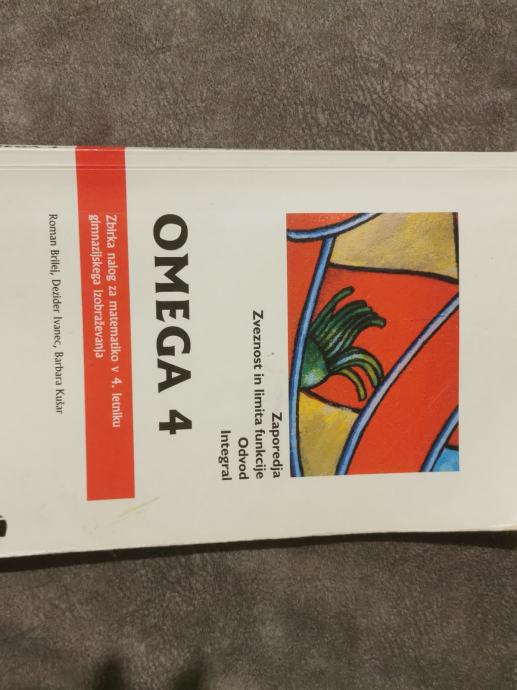 Zaporedja
Zveznost in limita funkcije
Odvod
Integral
OMEGA 4
Zbirka nalog za matematiko v 4. letniku
gimnazijskega izobraževanja
Roman Brilej, Dezider Ivanec, Barbara Kušar